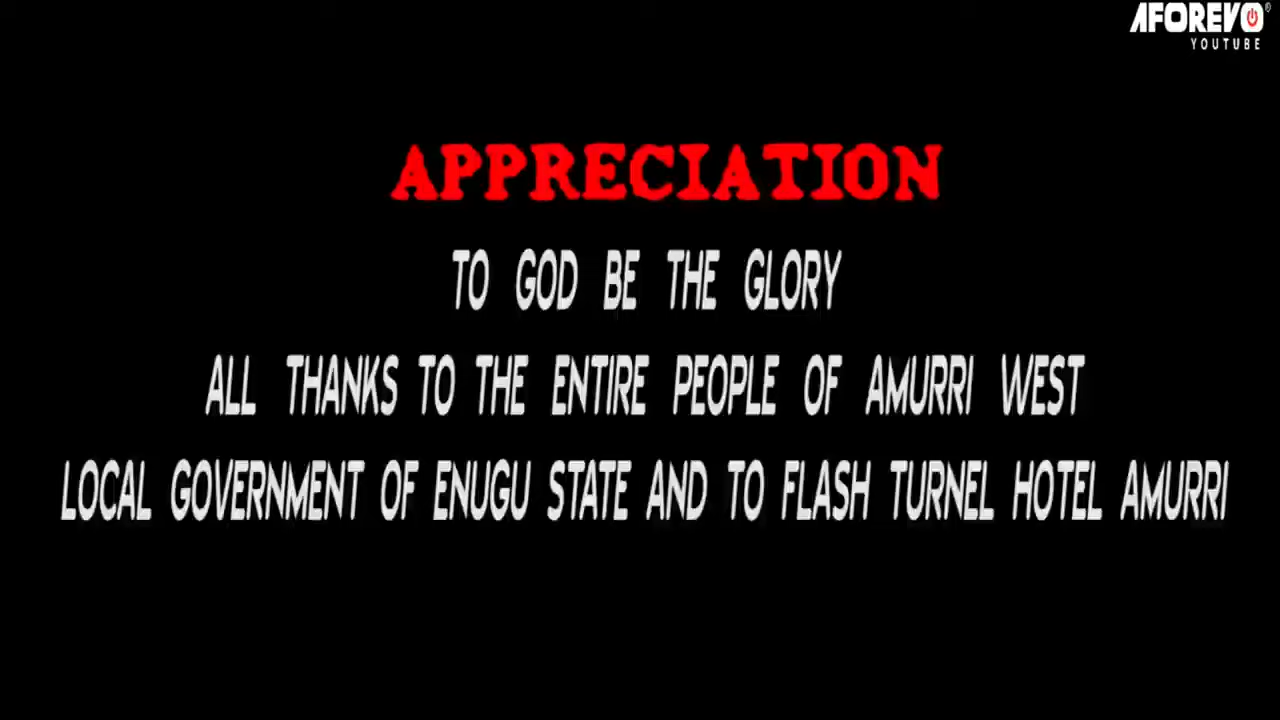 AFOREVO
YOUTUBE
APPRECIATION
TO GOD BE THE GLORY
ALL THANKS TO THE ENTIRE PEOPLE OF AMURRI WEST
LOCAL GOVERNMENT OF ENUGU STATE AND TO FLASH TURNEL HOTEL AMURRI